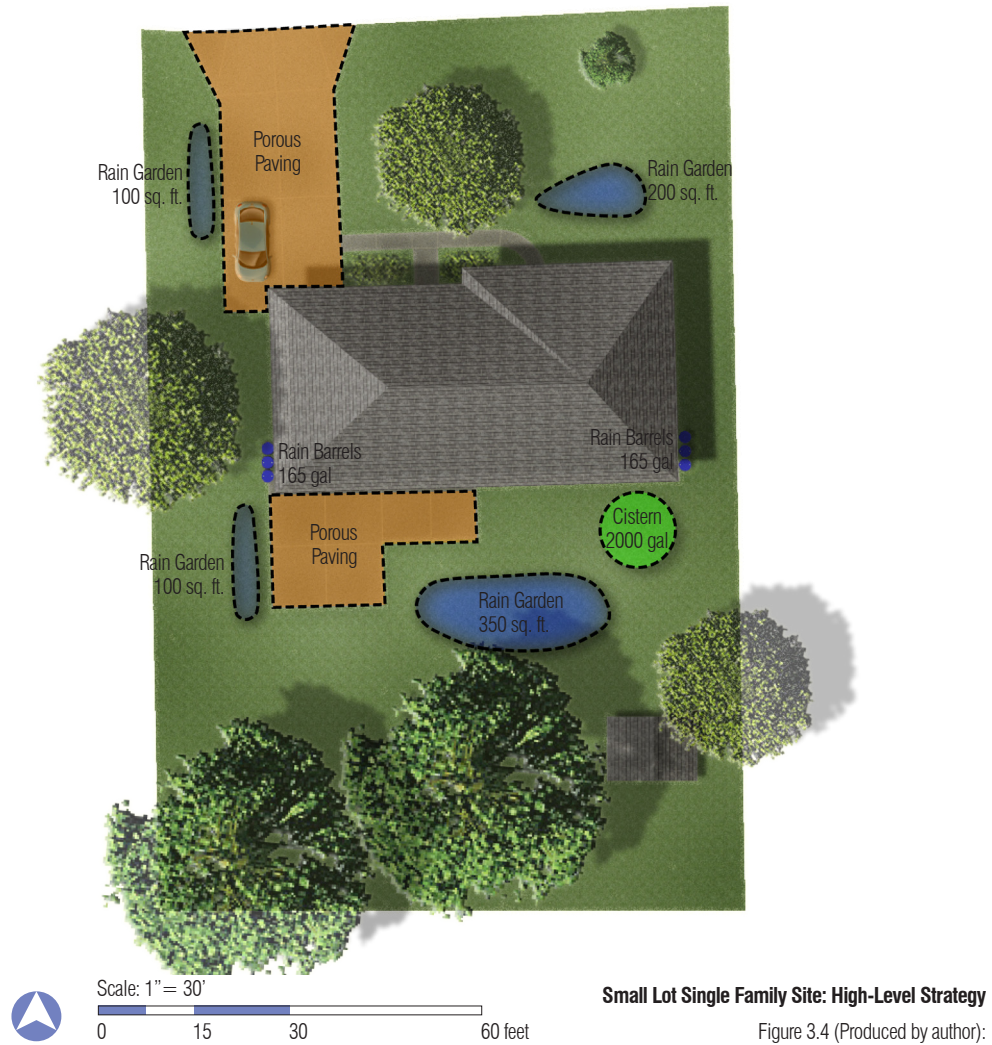 Porous
Paving
Rain Garden
100 sq. ft.
Rain Garden
200 sq. ft.
Rain Barrels
165 gal
Rain Barrels
165 gal
Porous
Paving
Cistern
2000 gal
Rain Garden
100 sq. ft.
Rain Garden
350 sq. ft.
Scale: 1”= 30’
0 15 30 60 feet
Small Lot Single Family Site: High-Level Strategy
Figure 3.4 (Produced by author):